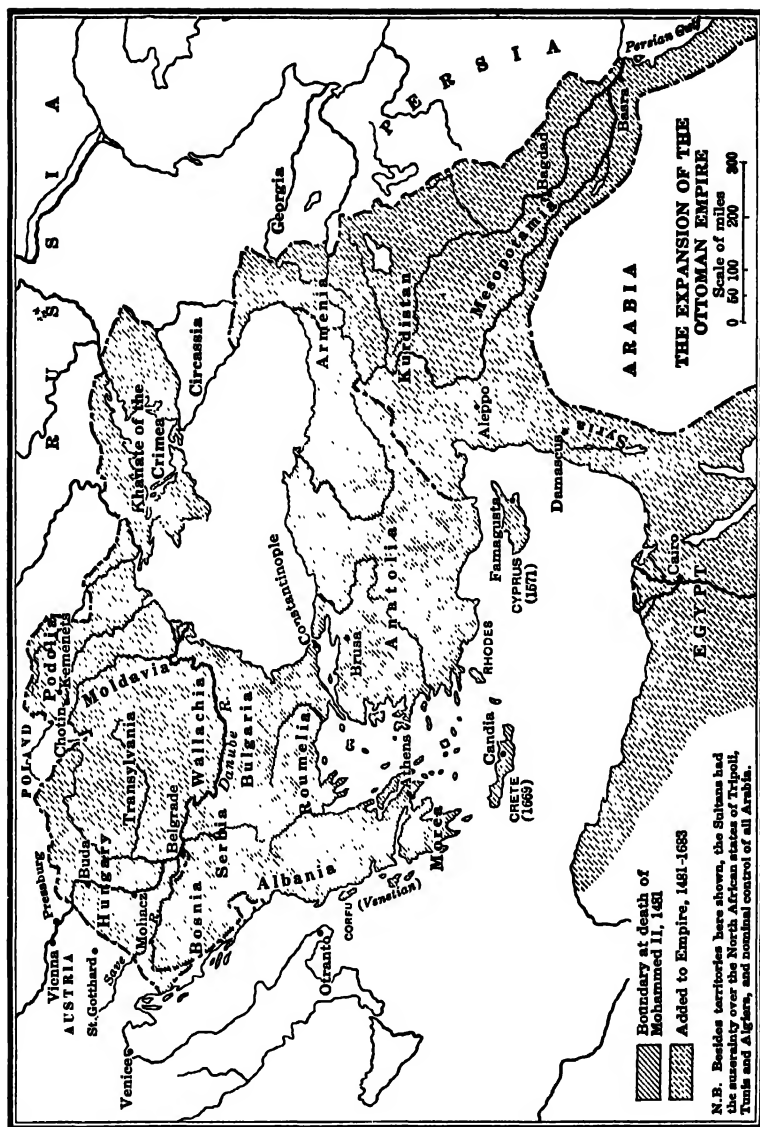 THE EXPANSION OF THE
OTTOMAN EMPIRE
Scale of miles
0 50 100 200 300
RUSSIA
POLAND
Podolia
Kemenets
Chotin
Moldavia
Pressburg
Vienna
AUSTRIA
St.Gotthard
Buda
Hungary
Transylvania
Mohacz
Save R.
Belgrade
Wallachia
Danube R.
Bulgaria
Serbia
Bosnia
Venice
Roumelia
Albania
Otranto
CORFU
(Venetian)
Athens
Morea
Khanate of the
Crimea
Circassia
Georgia
Armenia
Constantinople
Brusa
Anatolia
Kurdistan
PERSIA
Mesopotamia
Bagdad
Basra
Persian Gulf
Aleppo
Syria
Damascus
ARABIA
RHODES
Candia
CRETE
(1669)
Famagusta
CYPRUS
(1571)
Cairo
EGYPT
Boundary at death of
Mohammed II, 1481
Added to Empire, 1481-1683
N.B. Besides territories here shown, the Sultans had
the suzerainty over the North African states of Tripoli,
Tunis and Algiers, and nominal control of all Arabia.